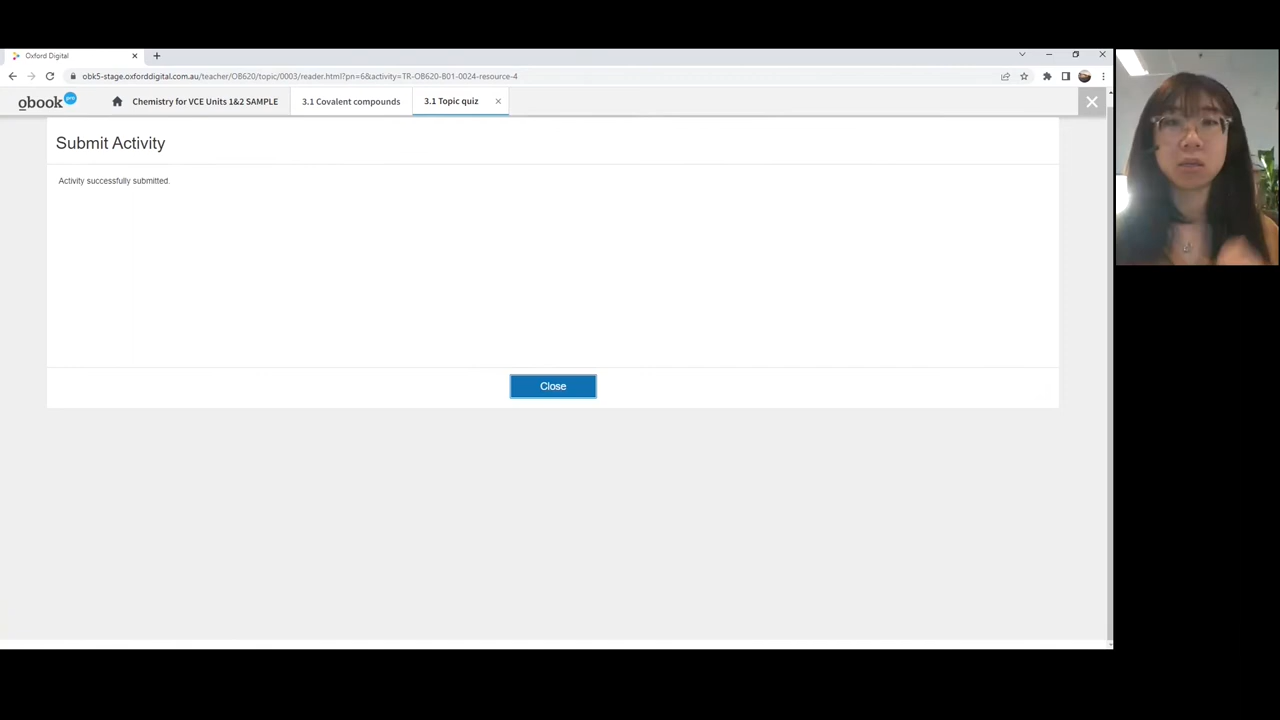 Oxford Digital
obk5-stage.oxforddigital.com.au/teacher/OB620/topic/0003/reader.html?pn=6&activity=TR-OB620-B01-0024-resource-4
obook pro Chemistry for VCE Units 1&2 SAMPLE 3.1 Covalent compounds 3.1 Topic quiz
Submit Activity
Activity successfully submitted.
Close